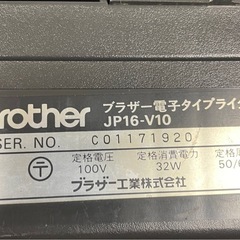 brother ブラザー電子タイプライター
JP16-V10
SER. NO. C01171920
定格電圧 定格消費電力 定格
〒 100V 32W 50/6
ブラザー工業株式会社